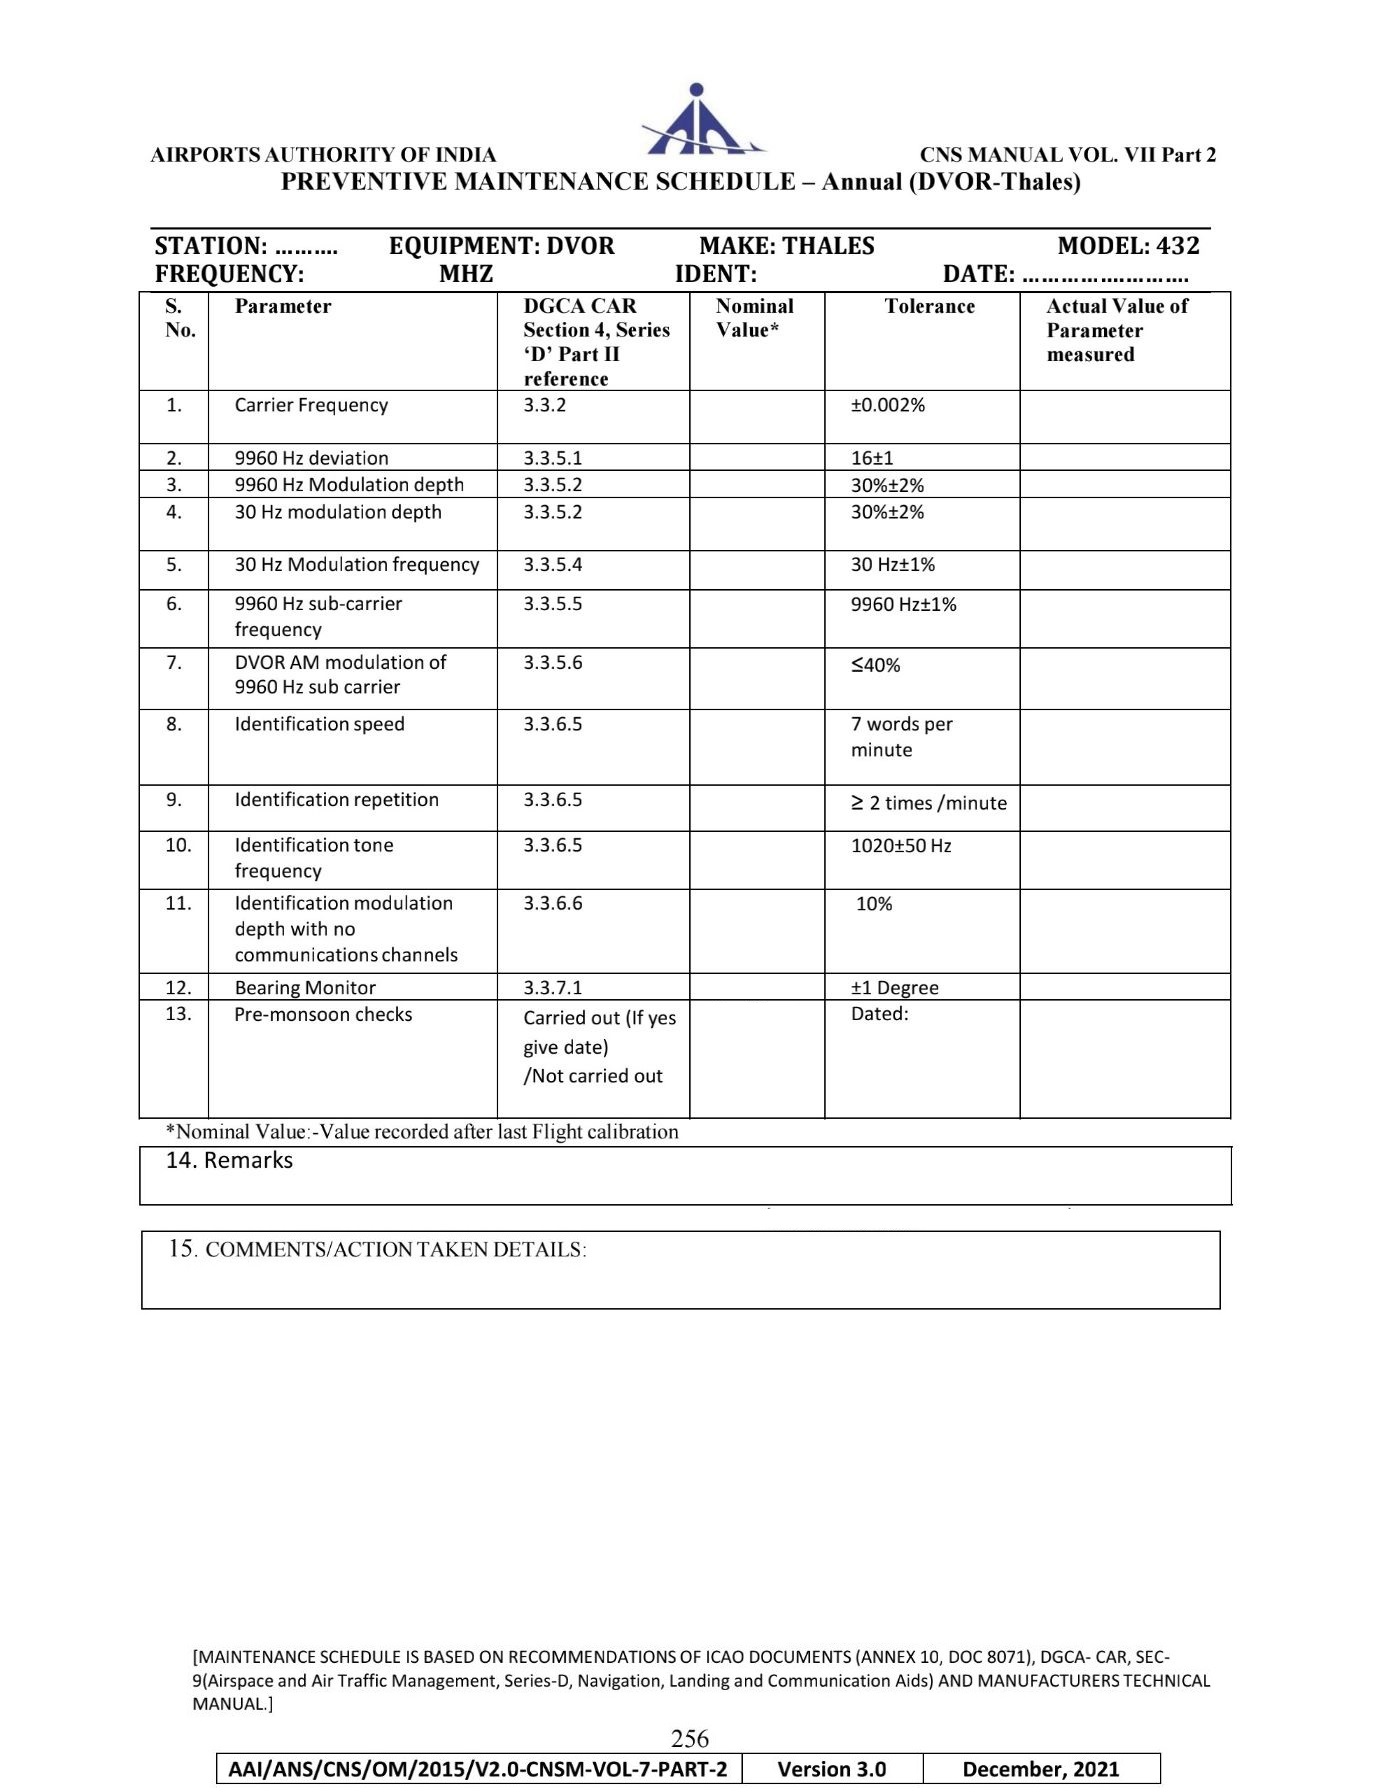 AIRPORTS AUTHORITY OF INDIA CNS MANUAL VOL. VII Part 2
PREVENTIVE MAINTENANCE SCHEDULE – Annual (DVOR-Thales)
STATION: ………. EQUIPMENT: DVOR MAKE: THALES MODEL: 432
FREQUENCY: MHZ IDENT: DATE: ……………………….
S. No. Parameter DGCA CAR Section 4, Series ‘D’ Part II reference Nominal Value* Tolerance Actual Value of Parameter measured
1. Carrier Frequency 3.3.2 ±0.002%
2. 9960 Hz deviation 3.3.5.1 16±1
3. 9960 Hz Modulation depth 3.3.5.2 30%±2%
4. 30 Hz modulation depth 3.3.5.2 30%±2%
5. 30 Hz Modulation frequency 3.3.5.4 30 Hz±1%
6. 9960 Hz sub-carrier frequency 3.3.5.5 9960 Hz±1%
7. DVOR AM modulation of 9960 Hz sub carrier 3.3.5.6 ≤40%
8. Identification speed 3.3.6.5 7 words per minute
9. Identification repetition 3.3.6.5 ≥ 2 times /minute
10. Identification tone frequency 3.3.6.5 1020±50 Hz
11. Identification modulation depth with no communications channels 3.3.6.6 10%
12. Bearing Monitor 3.3.7.1 ±1 Degree
13. Pre-monsoon checks Carried out (If yes give date) /Not carried out Dated:
*Nominal Value:-Value recorded after last Flight calibration
14. Remarks
15. COMMENTS/ACTION TAKEN DETAILS:
[MAINTENANCE SCHEDULE IS BASED ON RECOMMENDATIONS OF ICAO DOCUMENTS (ANNEX 10, DOC 8071), DGCA- CAR, SEC-
9(Airspace and Air Traffic Management, Series-D, Navigation, Landing and Communication Aids) AND MANUFACTURERS TECHNICAL
MANUAL.]
256
AAI/ANS/CNS/OM/2015/V2.0-CNSM-VOL-7-PART-2 Version 3.0 December, 2021